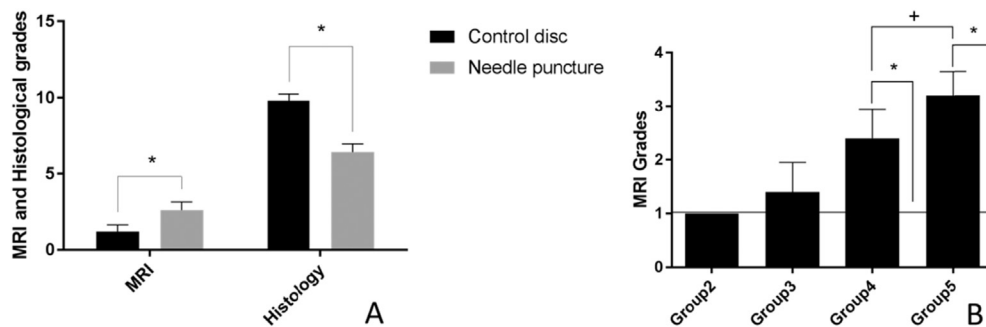 MRI and Histological grades
15
10
5
0
*
*
MRI
Histology
A
Control disc
Needle puncture
MRI Grades
4
3
2
1
0
+
*
*
Group2
Group3
Group4
Group5
B